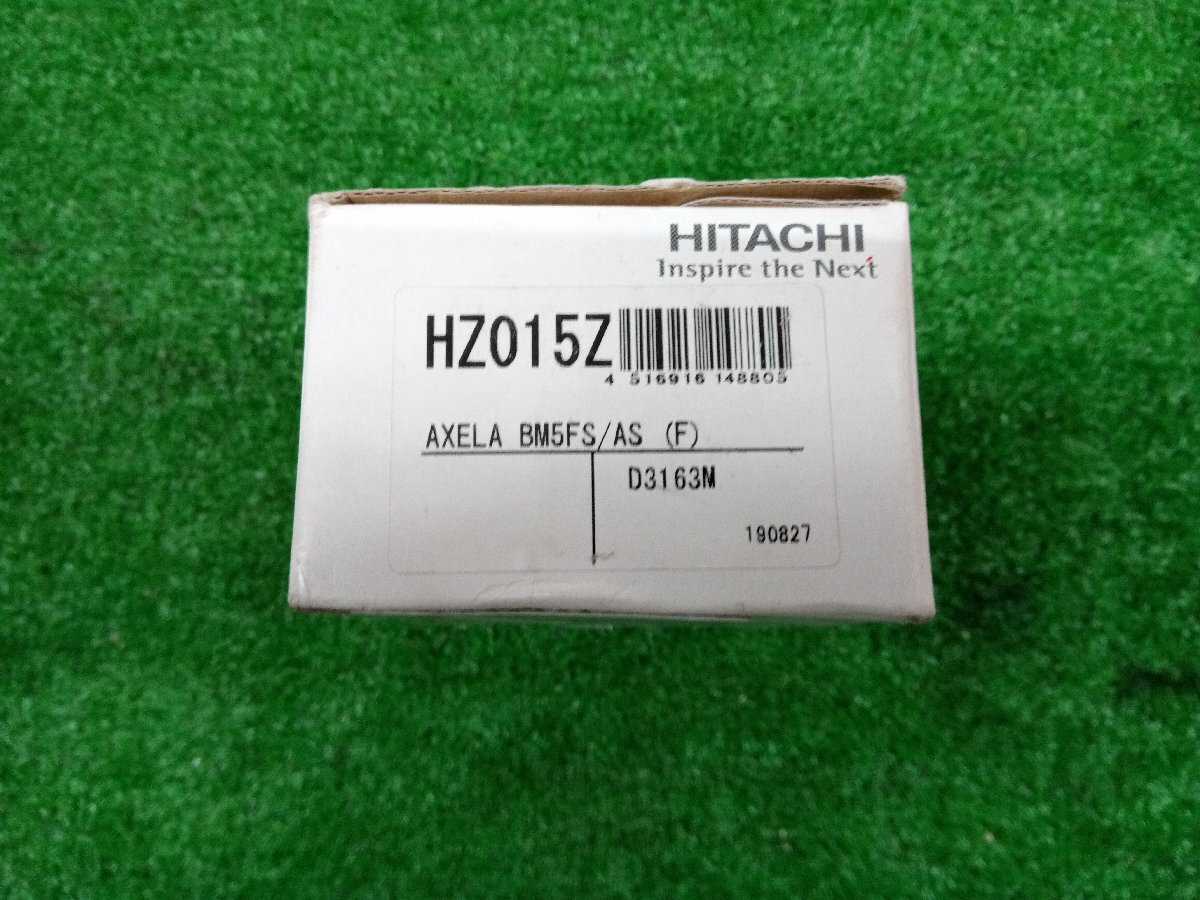 HITACHI
Inspire the Next
HZ015Z
4 516916 148805
AXELA BM5FS/AS (F)
D3163M
190827